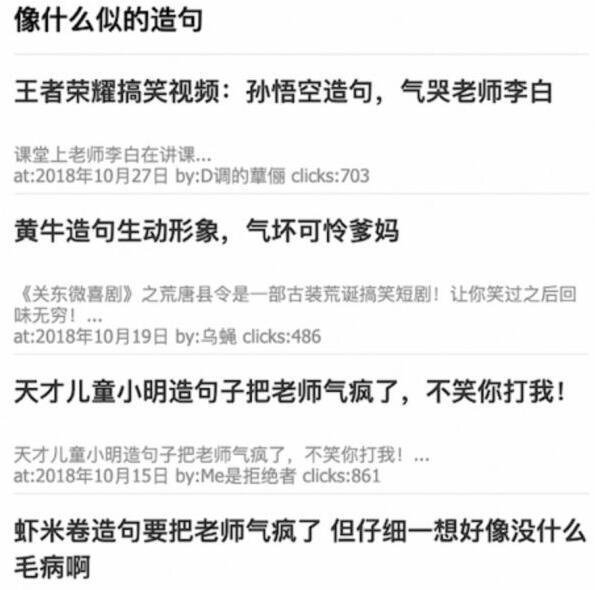 像什么似的造句
王者荣耀搞笑视频：孙悟空造句，气哭老师李白
课堂上老师李白在讲课...
at:2018年10月27日 by:D调的蕐俪 clicks:703
黄牛造句生动形象，气坏可怜爹妈
《关东微喜剧》之荒唐县令是一部古装荒诞搞笑短剧！让你笑过之后回
味无穷！...
at:2018年10月19日 by:乌蝇 clicks:486
天才儿童小明造句子把老师气疯了，不笑你打我！
天才儿童小明造句子把老师气疯了，不笑你打我！...
at:2018年10月15日 by:Me是拒绝者 clicks:861
虾米卷造句要把老师气疯了 但仔细一想好像没什么
毛病啊